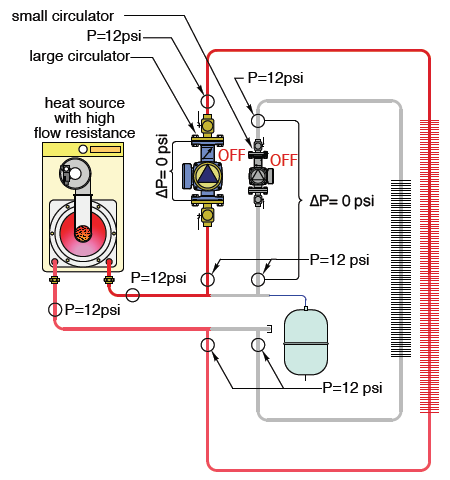 small circulator
P=12psi
large circulator
P=12psi
heat source
with high
flow resistance
ΔP= 0 psi
OFF
OFF
ΔP= 0 psi
P=12 psi
P=12psi
P=12psi
P=12 psi